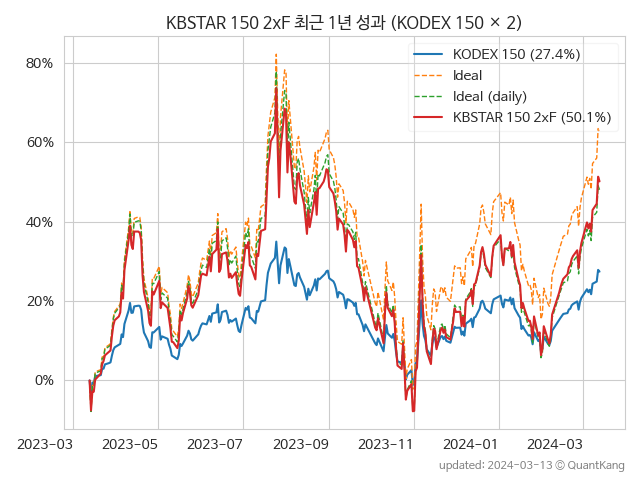 KBSTAR 150 2xF 최근 1년 성과 (KODEX 150 × 2)
KODEX 150 (27.4%)
Ideal
Ideal (daily)
KBSTAR 150 2xF (50.1%)
80%
60%
40%
20%
0%
2023-03 2023-05 2023-07 2023-09 2023-11 2024-01 2024-03
updated: 2024-03-13 ⓒ QuantKang